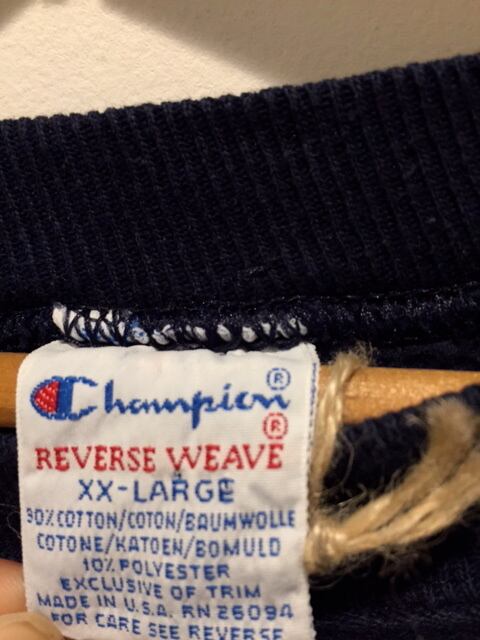 Champion®
®
REVERSE WEAVE
XX-LARGE
90% COTTON/COTON/BAUMWOLLE
COTONE/KATOEN/BOMULD
10% POLYESTER
EXCLUSIVE OF TRIM
MADE IN U.S.A. RN 26094
FOR CARE SEE REVERSE